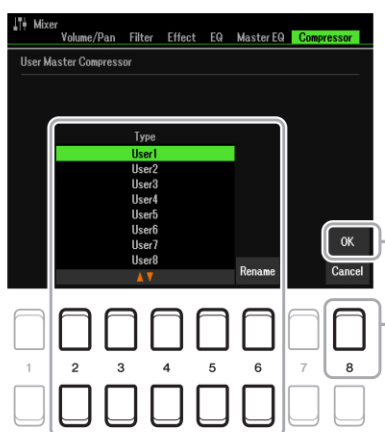 Mixer
Volume/Pan Filter Effect EQ Master EQ Compressor
User Master Compressor
Type
User1
User2
User3
User4
User5
User6
User7
User8
Rename
OK
Cancel
1 2 3 4 5 6 7 8